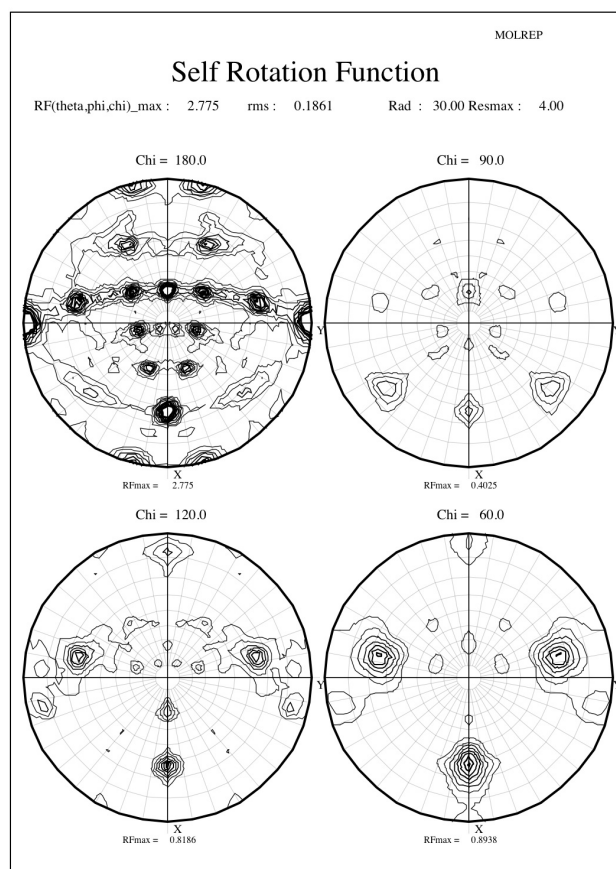 MOLREP
Self Rotation Function
RF(theta,phi,chi)_max : 2.775 rms : 0.1861 Rad : 30.00 Resmax : 4.00
Chi = 180.0 Chi = 90.0
Y
X X
RFmax = 2.775 RFmax = 0.4025
Chi = 120.0 Chi = 60.0
Y
X X
RFmax = 0.8186 RFmax = 0.8938